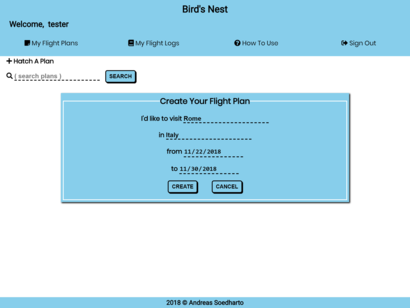 Bird's Nest
Welcome, tester
My Flight Plans
My Flight Logs
How To Use
Sign Out
Hatch A Plan
( search plans )
SEARCH
Create Your Flight Plan
I'd like to visit Rome
in Italy
from 11/22/2018
to 11/30/2018
CREATE
CANCEL
2018 © Andreas Soedharto